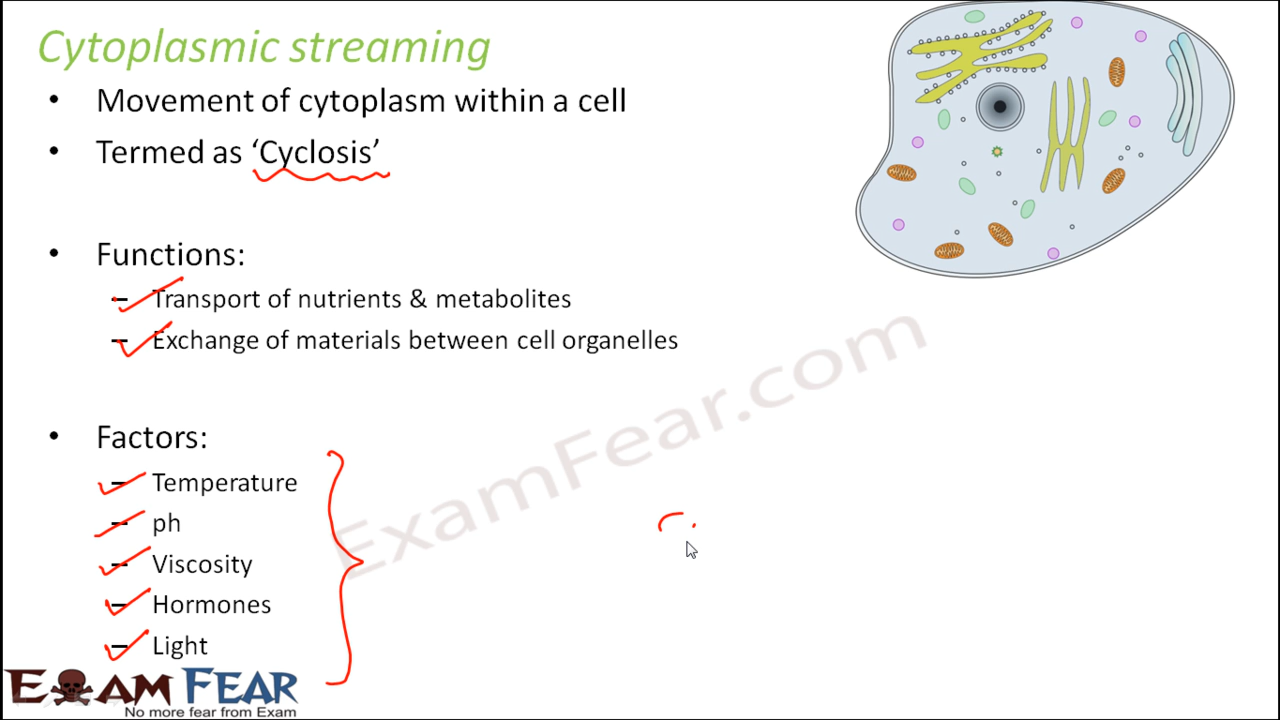 Cytoplasmic streaming
• Movement of cytoplasm within a cell
• Termed as ‘Cyclosis’
• Functions:
– Transport of nutrients & metabolites
– Exchange of materials between cell organelles
• Factors:
– Temperature
– ph
– Viscosity
– Hormones
– Light
ExamFear.com
EXAM FEAR
No more fear from Exam